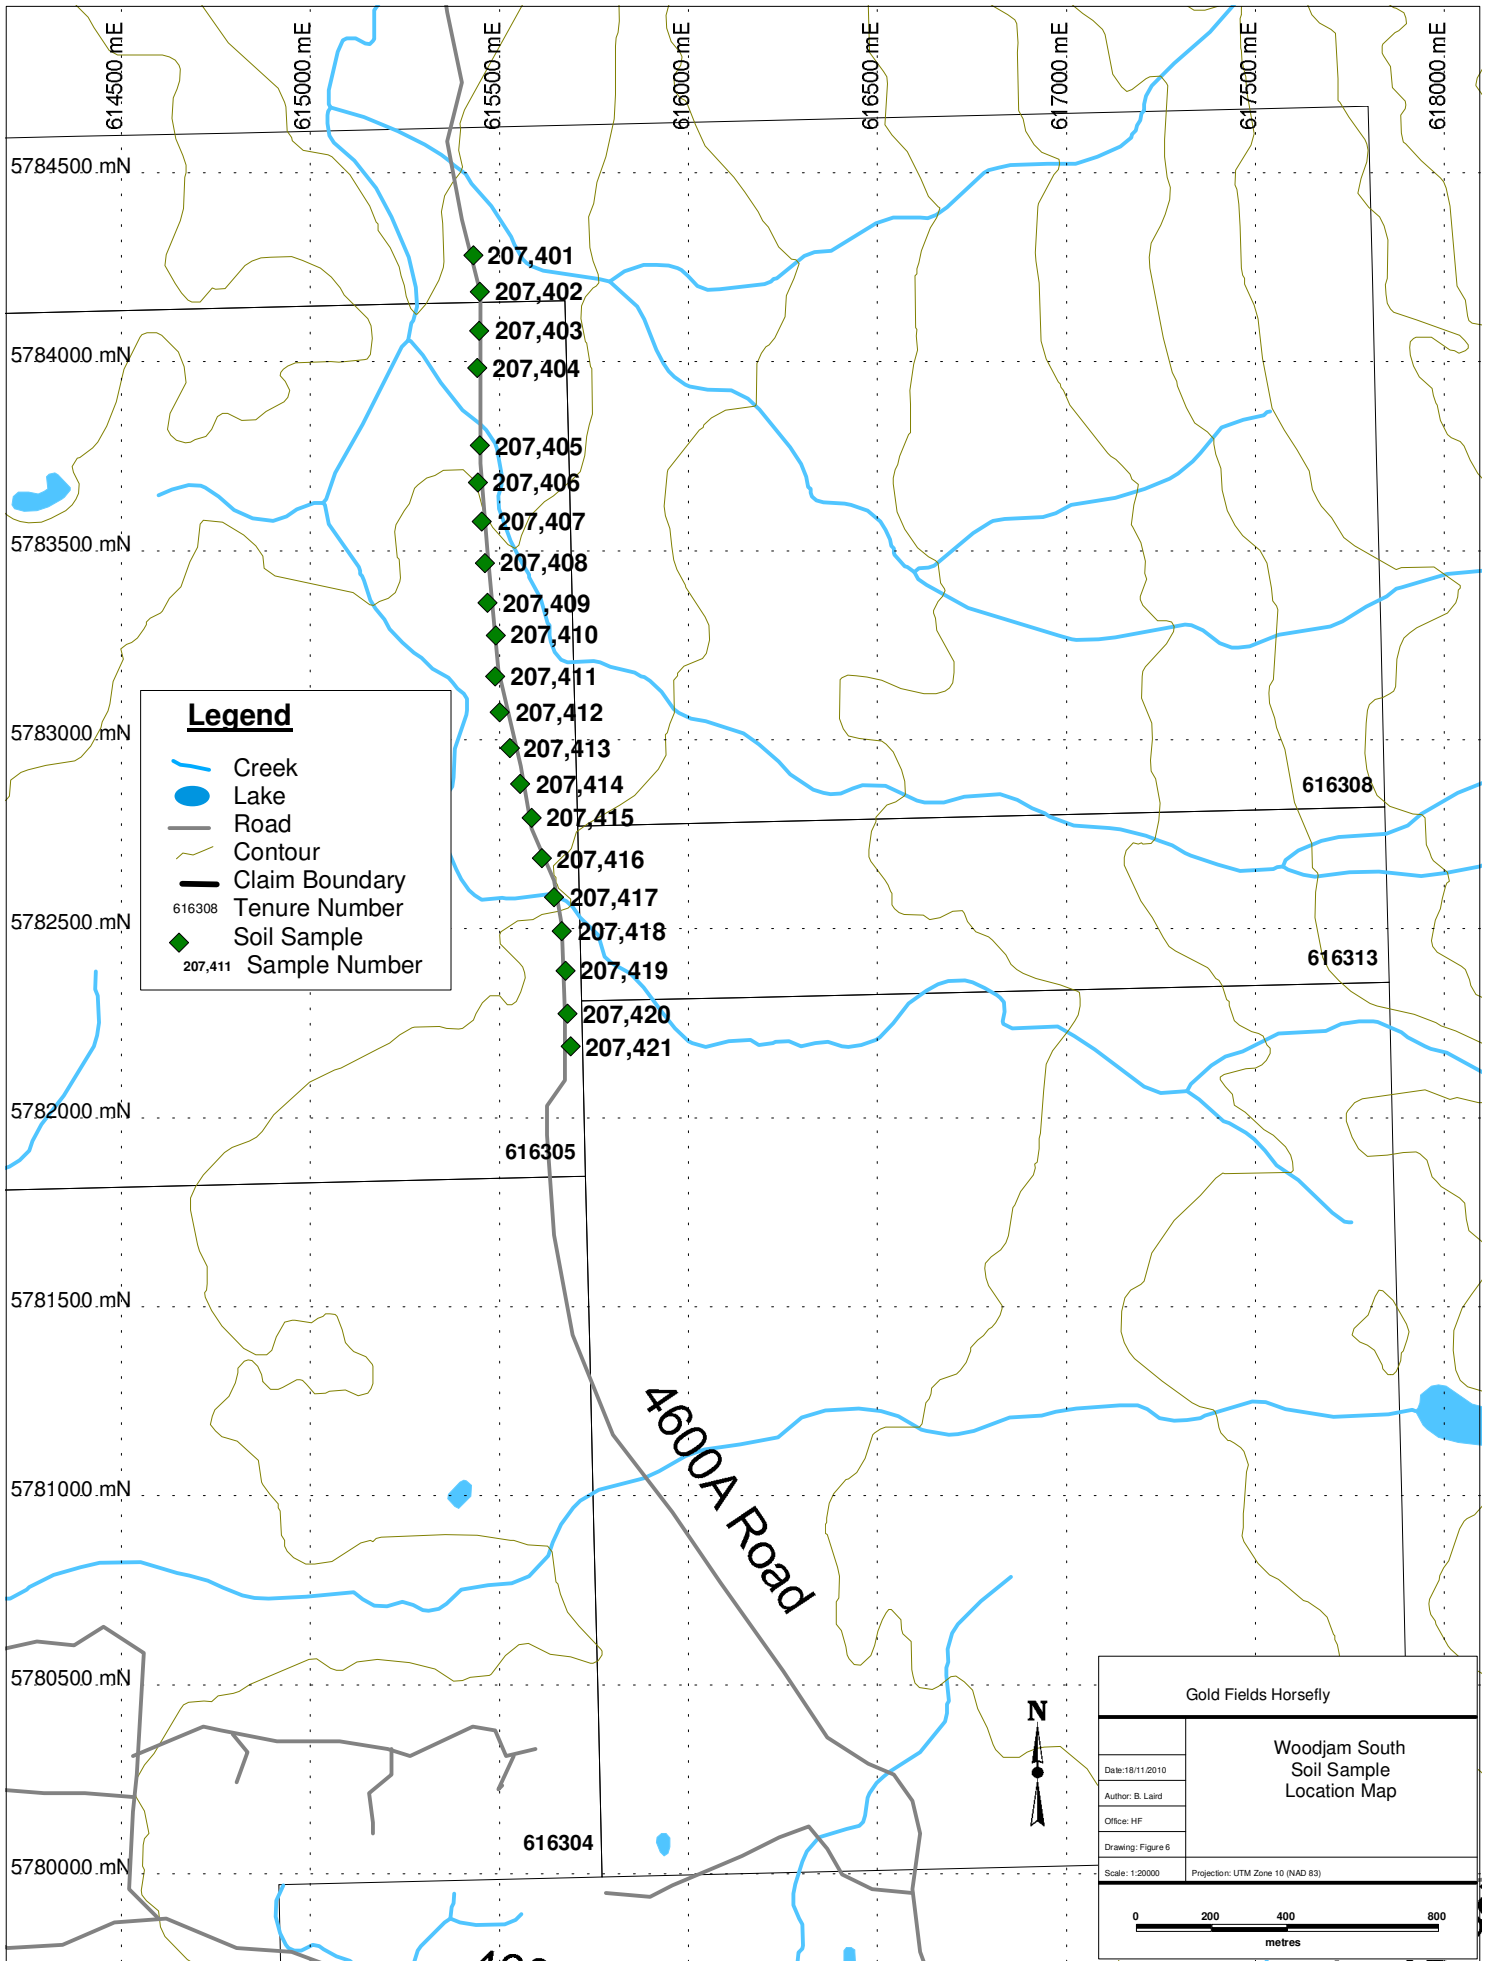 614500 mE
615000 mE
615500 mE
616000 mE
616500 mE
617000 mE
617500 mE
618000 mE
5784500 mN
207,401
207,402
207,403
5784000 mN
207,404
207,405
207,406
207,407
5783500 mN
207,408
207,409
207,410
207,411
207,412
5783000 mN
207,413
207,414
616308
207,415
207,416
207,417
5782500 mN
207,418
616313
207,419
207,420
207,421
Legend
Creek
Lake
Road
Contour
Claim Boundary
616308 Tenure Number
Soil Sample
207,411 Sample Number
5782000 mN
616305
5781500 mN
4600A Road
5781000 mN
5780500 mN
616304
5780000 mN
N
Gold Fields Horsefly
Woodjam South
Soil Sample
Location Map
Date:18/11/2010
Author: B. Laird
Office: HF
Drawing: Figure 6
Scale: 1:20000
Projection: UTM Zone 10 (NAD 83)
0 200 400 800
metres